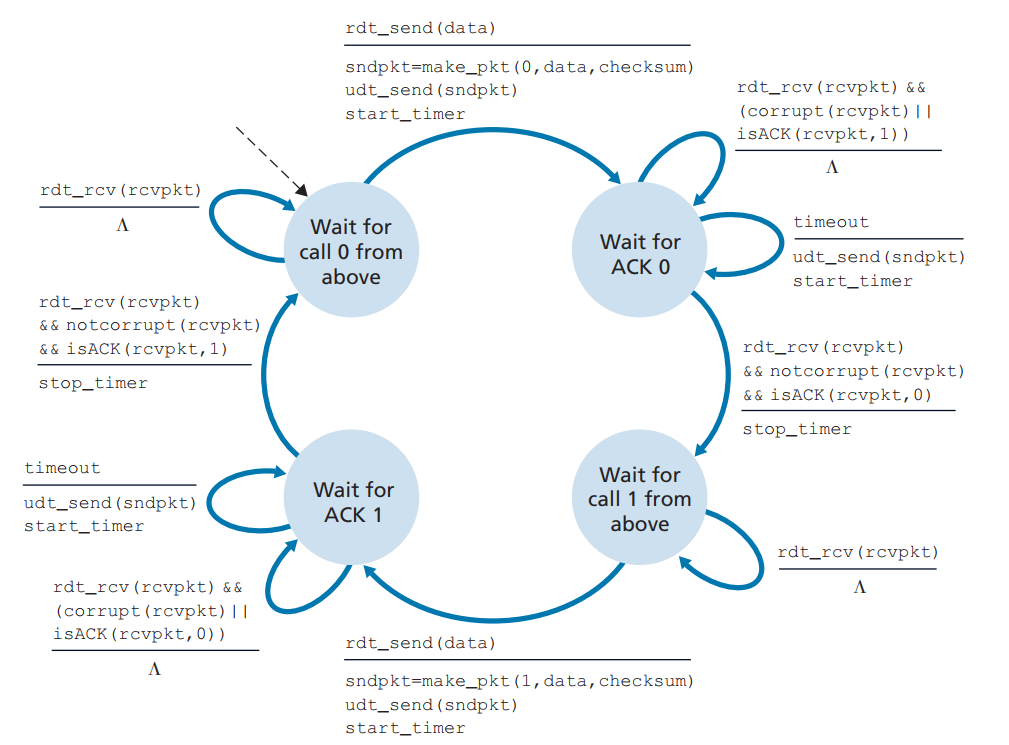 rdt_send(data)
sndpkt=make_pkt(0,data,checksum)
udt_send(sndpkt)
start_timer
rdt_rcv(rcvpkt) &&
(corrupt(rcvpkt)||
isACK(rcvpkt,1))
Λ
rdt_rcv(rcvpkt)
Λ
Wait for
call 0 from
above
Wait for
ACK 0
timeout
udt_send(sndpkt)
start_timer
rdt_rcv(rcvpkt)
&& notcorrupt(rcvpkt)
&& isACK(rcvpkt,1)
stop_timer
rdt_rcv(rcvpkt)
&& notcorrupt(rcvpkt)
&& isACK(rcvpkt,0)
stop_timer
timeout
udt_send(sndpkt)
start_timer
Wait for
ACK 1
Wait for
call 1 from
above
rdt_rcv(rcvpkt)
Λ
rdt_rcv(rcvpkt) &&
(corrupt(rcvpkt)||
isACK(rcvpkt,0))
Λ
rdt_send(data)
sndpkt=make_pkt(1,data,checksum)
udt_send(sndpkt)
start_timer